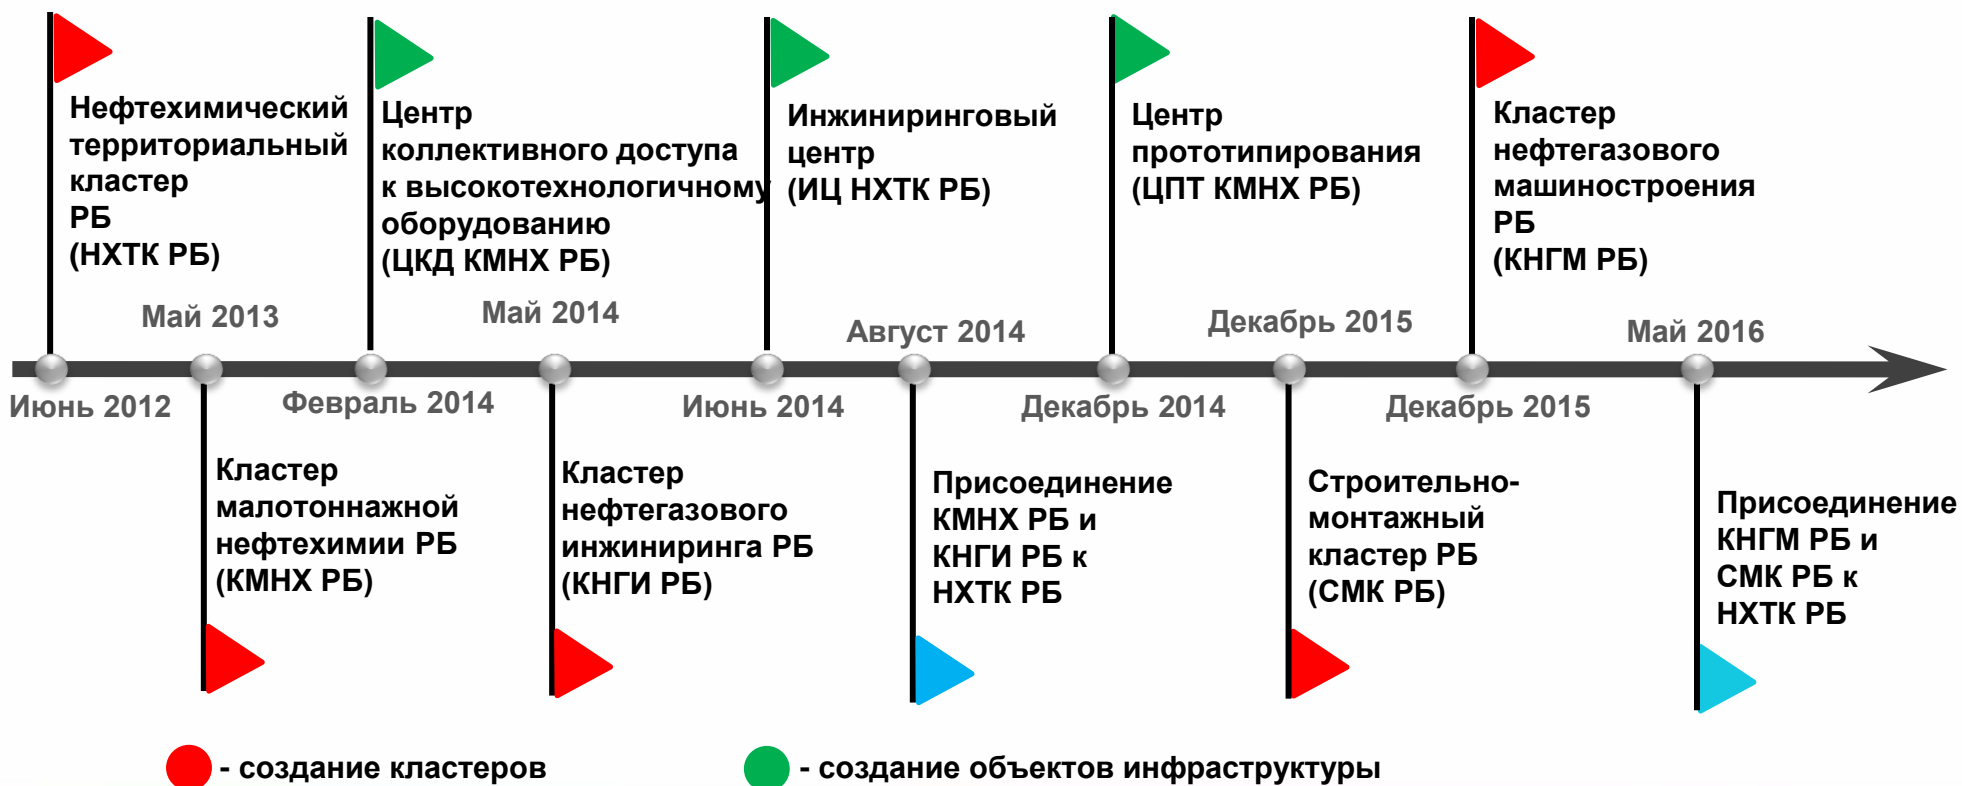 Нефтехимический
территориальный
кластер
РБ
(НХТК РБ)
Центр
коллективного доступа
к высокотехнологичному
оборудованию
(ЦКД КМНХ РБ)
Инжиниринговый
центр
(ИЦ НХТК РБ)
Центр
прототипирования
(ЦПТ КМНХ РБ)
Кластер
нефтегазового
машиностроения
РБ
(КНГМ РБ)
Май 2013
Май 2014
Август 2014
Декабрь 2015
Май 2016
Июнь 2012
Февраль 2014
Июнь 2014
Декабрь 2014
Декабрь 2015
Кластер
малотоннажной
нефтехимии РБ
(КМНХ РБ)
Кластер
нефтегазового
инжиниринга РБ
(КНГИ РБ)
Присоединение
КМНХ РБ и
КНГИ РБ к
НХТК РБ
Строительно-
монтажный
кластер РБ
(СМК РБ)
Присоединение
КНГМ РБ и
СМК РБ к
НХТК РБ
- создание кластеров
- создание объектов инфраструктуры